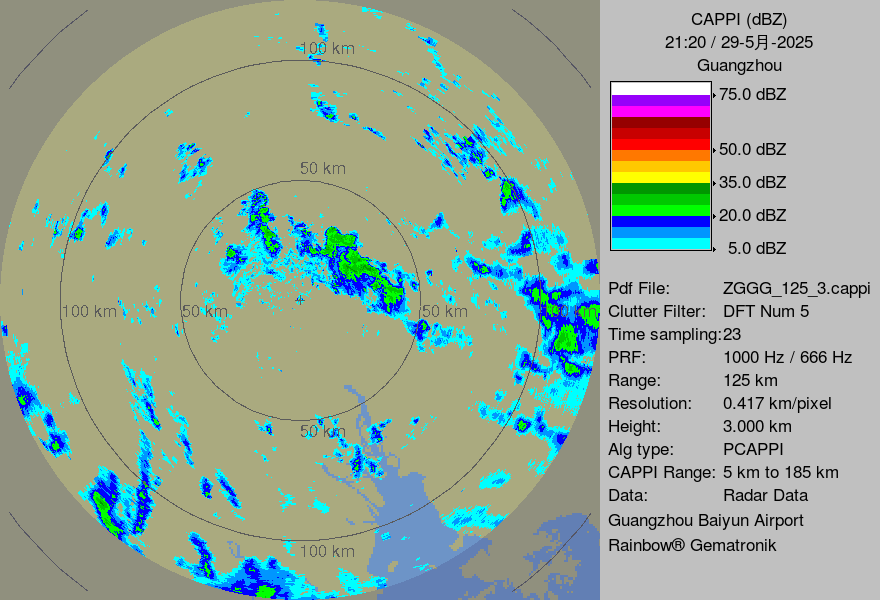 CAPPI (dBZ)
21:20 / 29-5月-2025
Guangzhou
75.0 dBZ
50.0 dBZ
35.0 dBZ
20.0 dBZ
5.0 dBZ
Pdf File: ZGGG_125_3.cappi
Clutter Filter: DFT Num 5
Time sampling:23
PRF: 1000 Hz / 666 Hz
Range: 125 km
Resolution: 0.417 km/pixel
Height: 3.000 km
Alg type: PCAPPI
CAPPI Range: 5 km to 185 km
Data: Radar Data
Guangzhou Baiyun Airport
Rainbow® Gematronik
100 km
50 km
100 km
50 km
50 km
50 km
100 km